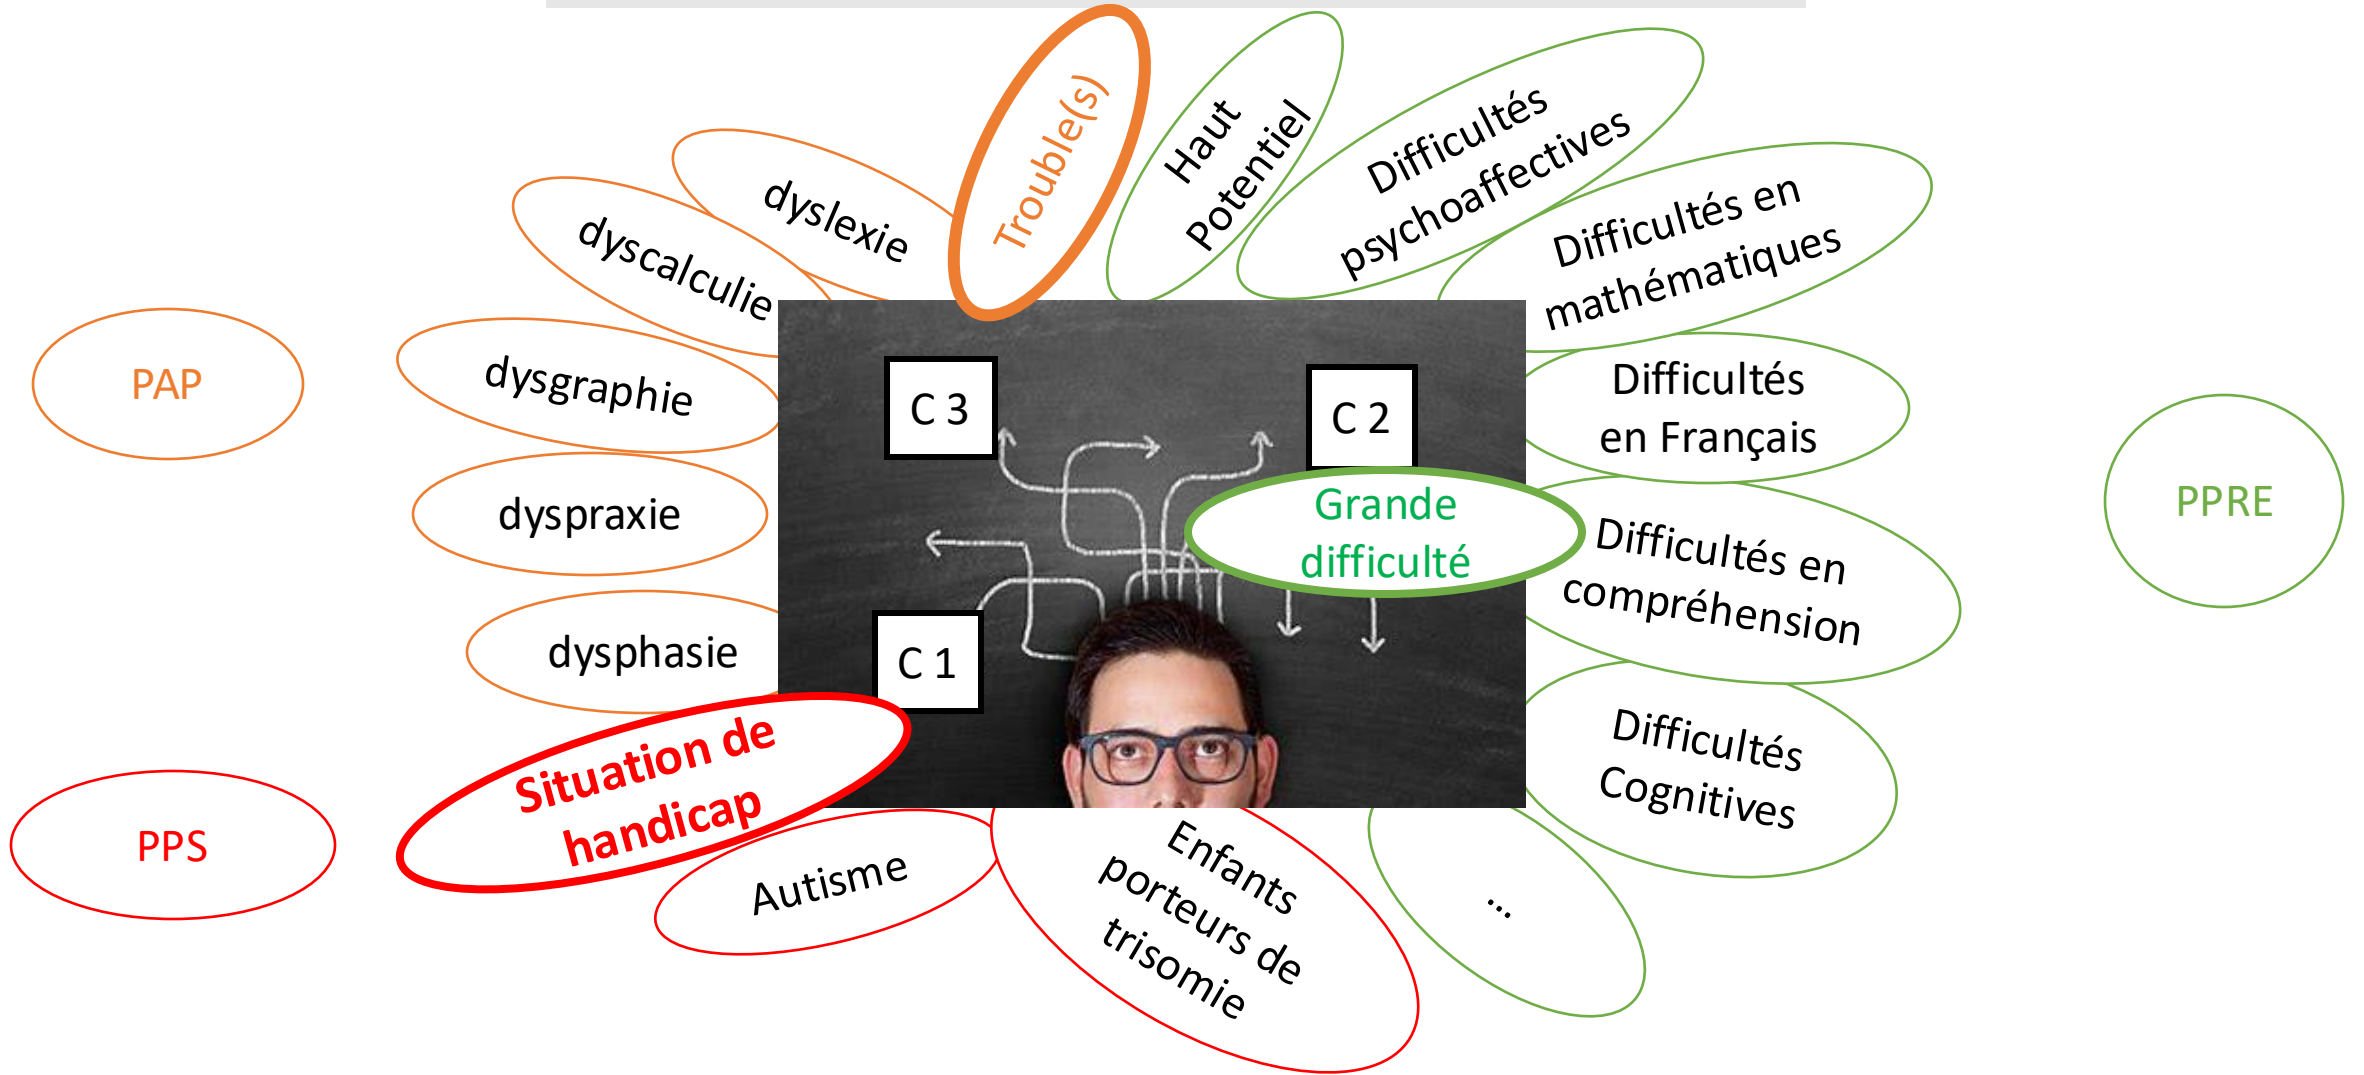 Trouble(s)
Haut
Potentiel
Difficultés
psychoaffectives
Difficultés en
mathématiques
Difficultés
en Français
Difficultés en
compréhension
Difficultés
Cognitives
...
dyslexie
dyscalculie
dysgraphie
dyspraxie
dysphasie
PAP
C 3
C 2
Grande
difficulté
C 1
PPRE
Situation de
handicap
PPS
Autisme
Enfants
porteurs de
trisomie